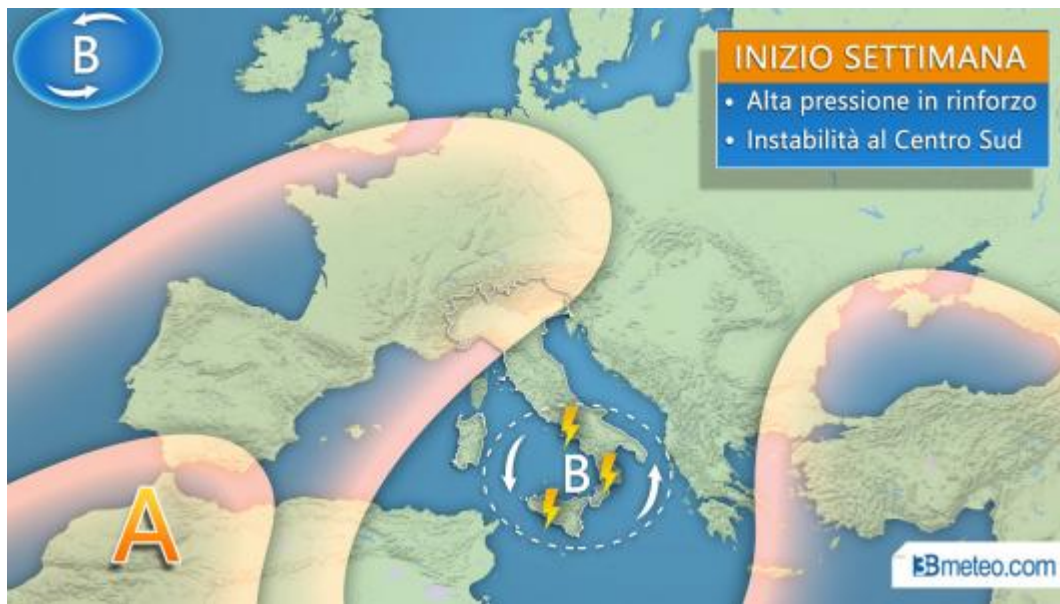 B
INIZIO SETTIMANA
• Alta pressione in rinforzo
• Instabilità al Centro Sud
B
A
3Bmeteo.com